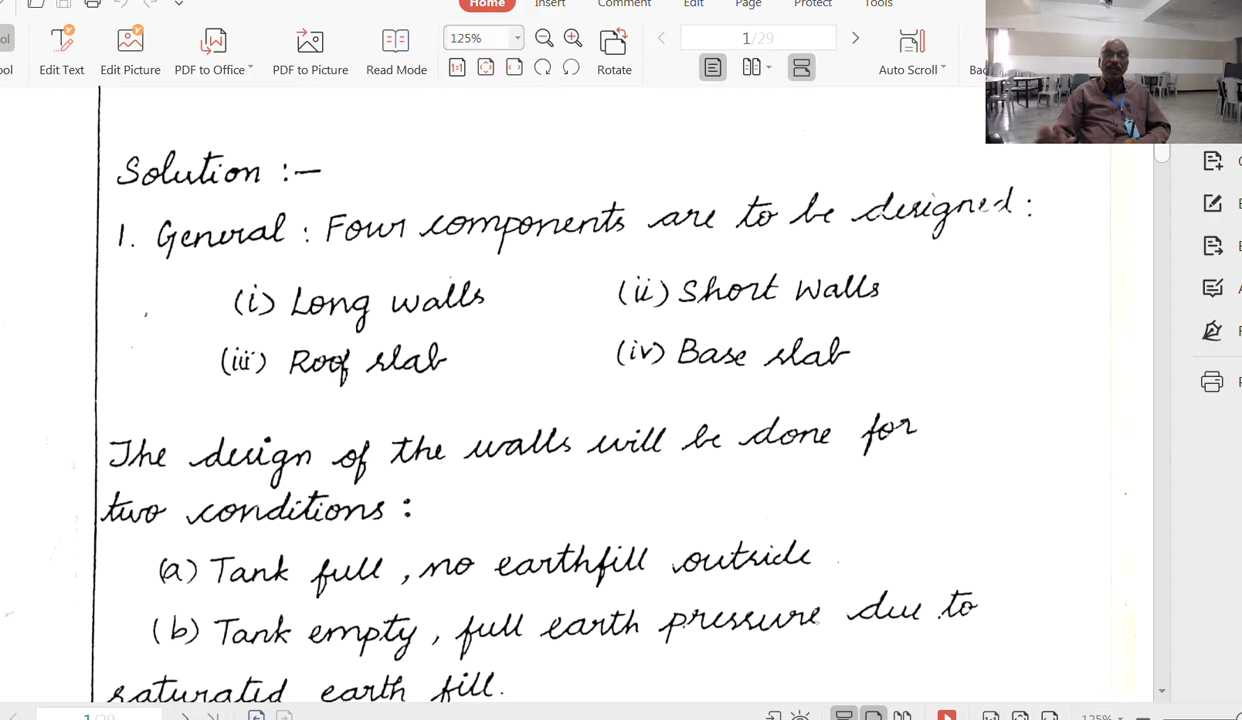 Home Insert Comment Edit Page Protect Tools
125% 1/29
Edit Text Edit Picture PDF to Office PDF to Picture Read Mode Rotate Auto Scroll
Solution :-
1. General : Four components are to be designed :
(i) Long walls (ii) Short walls
(iii) Roof slab (iv) Base slab
The design of the walls will be done for
two conditions :
(a) Tank full , no earthfill outside
(b) Tank empty , full earth pressure due to
saturated earth fill.
1/29 125%